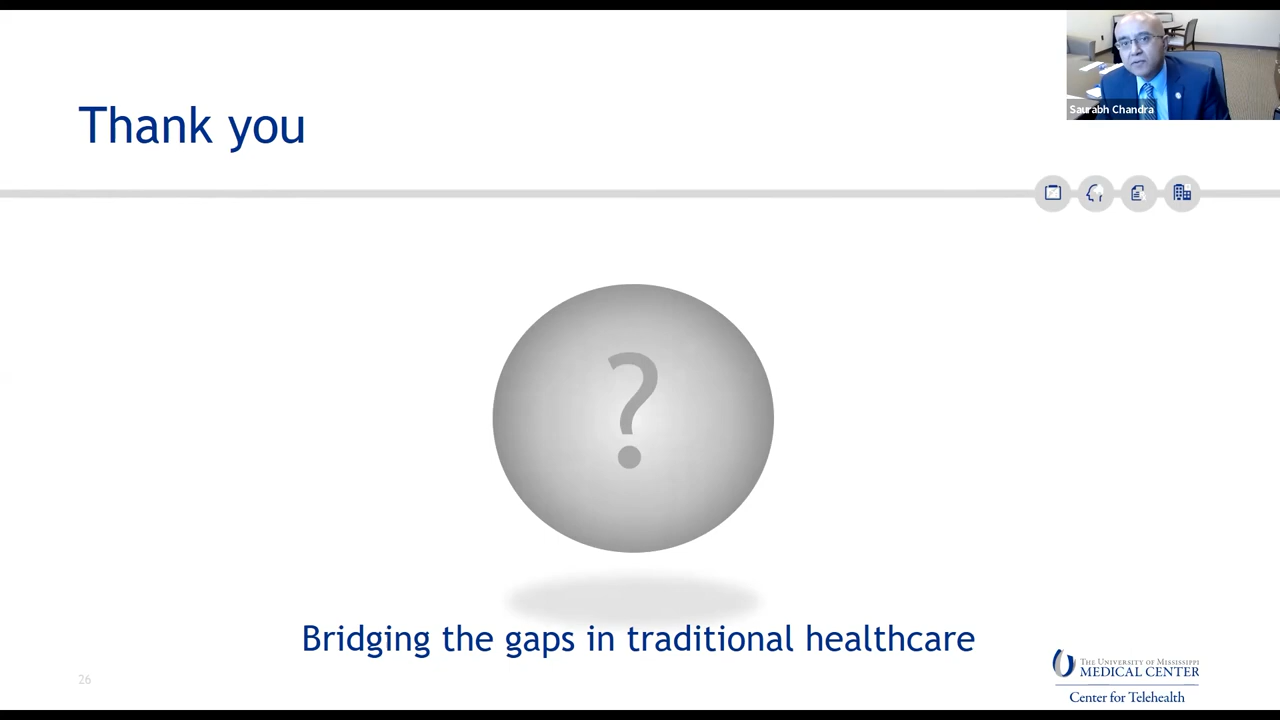 Saurabh Chandra
Thank you
?
Bridging the gaps in traditional healthcare
26
THE UNIVERSITY OF MISSISSIPPI
MEDICAL CENTER
Center for Telehealth